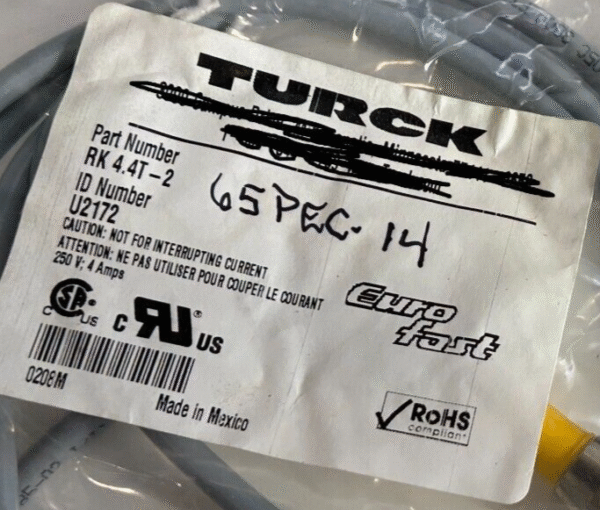 TURCK
Part Number
RK 4.4T-2
ID Number
U2172
65PEC-14
CAUTION: NOT FOR INTERRUPTING CURRENT
ATTENTION: NE PAS UTILISER POUR COUPER LE COURANT
250 V; 4 Amps
Euro
fast
C US
C US
0208M
Made in Mexico
RoHS
compliant